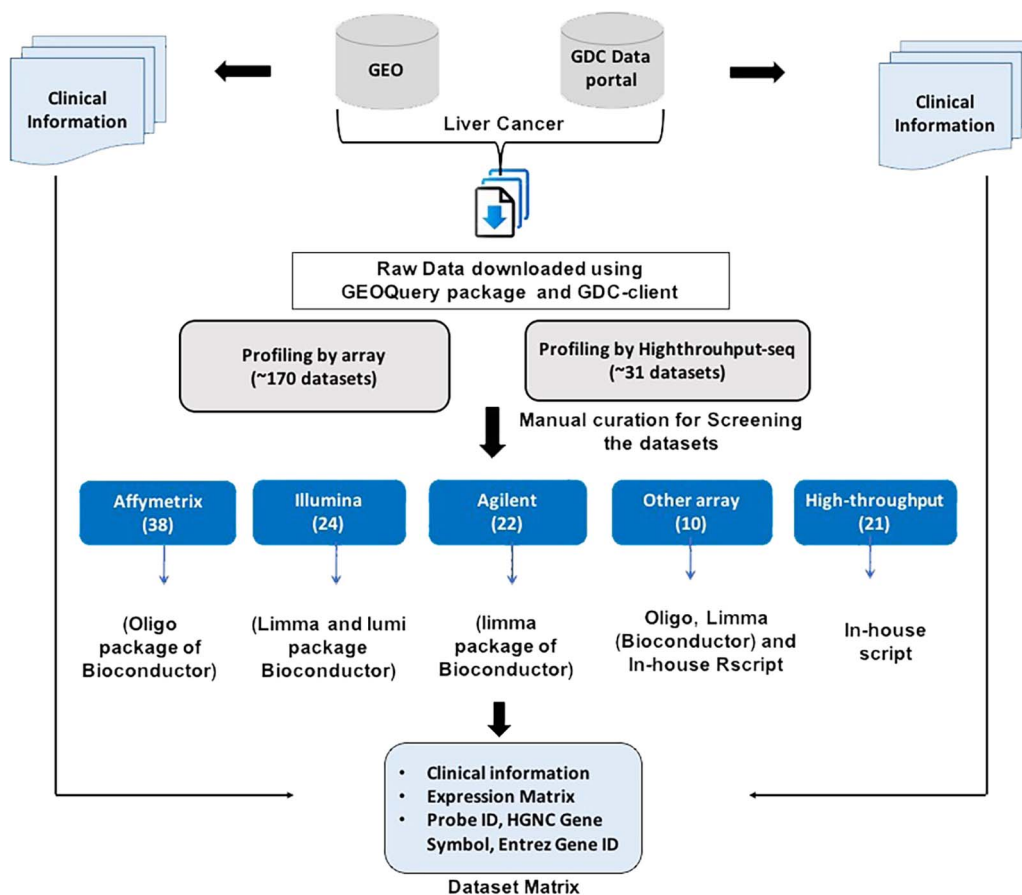 GEO
GDC Data
portal
Clinical
Information
Clinical
Information
Liver Cancer
Raw Data downloaded using
GEOQuery package and GDC-client
Profiling by array
(~170 datasets)
Profiling by Highthrouhput-seq
(~31 datasets)
Manual curation for Screening
the datasets
Affymetrix
(38)
Illumina
(24)
Agilent
(22)
Other array
(10)
High-throughput
(21)
(Oligo
package of
Bioconductor)
(Limma and lumi
package
Bioconductor)
(limma
package of
Bioconductor)
Oligo, Limma
(Bioconductor) and
In-house Rscript
In-house
script
• Clinical information
• Expression Matrix
• Probe ID, HGNC Gene
Symbol, Entrez Gene ID
Dataset Matrix